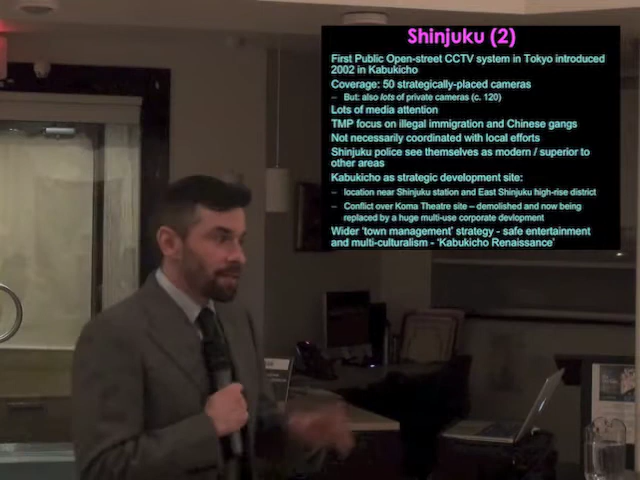 Shinjuku (2)
First Public Open-street CCTV system in Tokyo introduced
2002 in Kabukicho
Coverage: 50 strategically-placed cameras
– But: also lots of private cameras (c. 120)
Lots of media attention
TMP focus on illegal immigration and Chinese gangs
Not necessarily coordinated with local efforts
Shinjuku police see themselves as modern / superior to
other areas
Kabukicho as strategic development site:
– location near Shinjuku station and East Shinjuku high-rise district
– Conflict over Koma Theatre site – demolished and now being
replaced by a huge multi-use corporate devlopment
Wider 'town management' strategy - safe entertainment
and multi-culturalism - 'Kabukicho Renaissance'